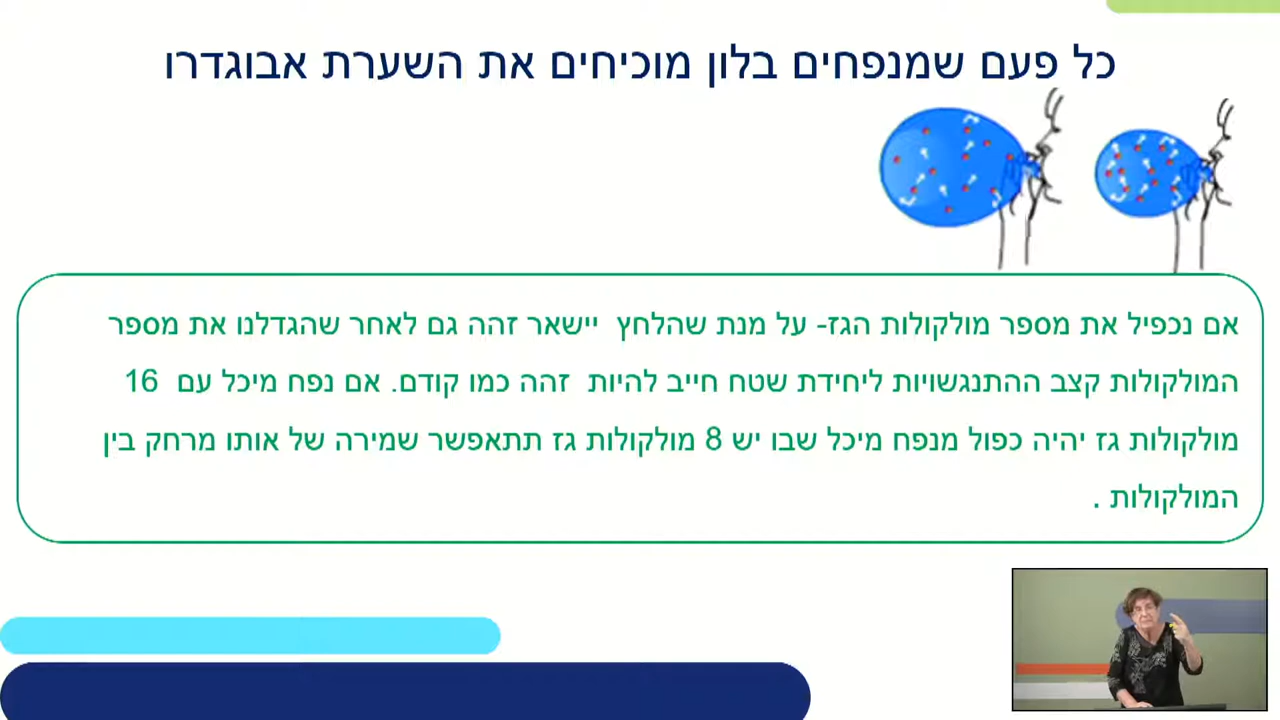 כל פעם שמנפחים בלון מוכיחים את השערת אבוגדרו
אם נכפיל את מספר מולקולות הגז- על מנת שהלחץ יישאר זהה גם לאחר שהגדלנו את מספר
המולקולות קצב ההתנגשויות ליחידת שטח חייב להיות זהה כמו קודם. אם נפח מיכל עם 16
מולקולות גז יהיה כפול מנפח מיכל שבו יש 8 מולקולות גז תתאפשר שמירה של אותו מרחק בין
המולקולות .